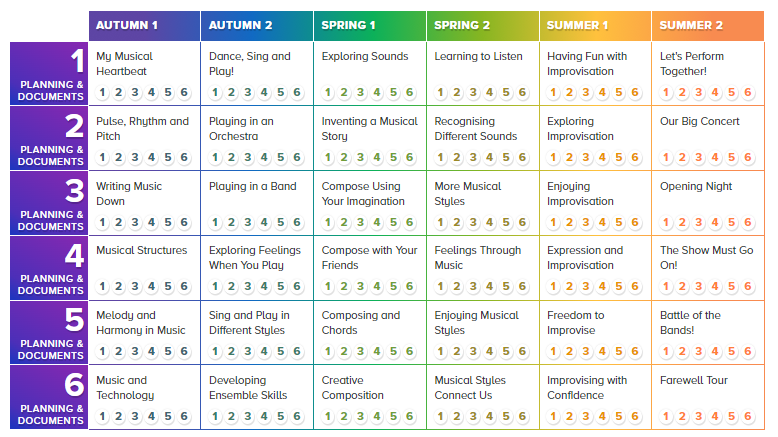 AUTUMN 1 AUTUMN 2 SPRING 1 SPRING 2 SUMMER 1 SUMMER 2
1
PLANNING &
DOCUMENTS
My Musical
Heartbeat
1 2 3 4 5 6
Dance, Sing and
Play!
1 2 3 4 5 6
Exploring Sounds
1 2 3 4 5 6
Learning to Listen
1 2 3 4 5 6
Having Fun with
Improvisation
1 2 3 4 5 6
Let's Perform
Together!
1 2 3 4 5 6
2
PLANNING &
DOCUMENTS
Pulse, Rhythm and
Pitch
1 2 3 4 5 6
Playing in an
Orchestra
1 2 3 4 5 6
Inventing a Musical
Story
1 2 3 4 5 6
Recognising
Different Sounds
1 2 3 4 5 6
Exploring
Improvisation
1 2 3 4 5 6
Our Big Concert
1 2 3 4 5 6
3
PLANNING &
DOCUMENTS
Writing Music
Down
1 2 3 4 5 6
Playing in a Band
1 2 3 4 5 6
Compose Using
Your Imagination
1 2 3 4 5 6
More Musical
Styles
1 2 3 4 5 6
Enjoying
Improvisation
1 2 3 4 5 6
Opening Night
1 2 3 4 5 6
4
PLANNING &
DOCUMENTS
Musical Structures
1 2 3 4 5 6
Exploring Feelings
When You Play
1 2 3 4 5 6
Compose with Your
Friends
1 2 3 4 5 6
Feelings Through
Music
1 2 3 4 5 6
Expression and
Improvisation
1 2 3 4 5 6
The Show Must Go
On!
1 2 3 4 5 6
5
PLANNING &
DOCUMENTS
Melody and
Harmony in Music
1 2 3 4 5 6
Sing and Play in
Different Styles
1 2 3 4 5 6
Composing and
Chords
1 2 3 4 5 6
Enjoying Musical
Styles
1 2 3 4 5 6
Freedom to
Improvise
1 2 3 4 5 6
Battle of the
Bands!
1 2 3 4 5 6
6
PLANNING &
DOCUMENTS
Music and
Technology
1 2 3 4 5 6
Developing
Ensemble Skills
1 2 3 4 5 6
Creative
Composition
1 2 3 4 5 6
Musical Styles
Connect Us
1 2 3 4 5 6
Improvising with
Confidence
1 2 3 4 5 6
Farewell Tour
1 2 3 4 5 6